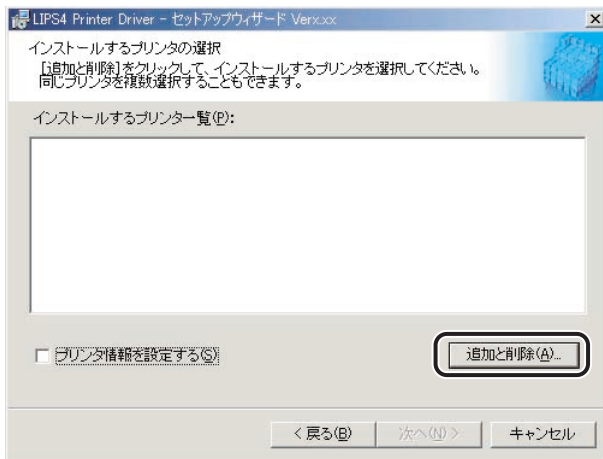 LIPS4 Printer Driver - セットアップウィザード Verx.xx
インストールするプリンタの選択
[追加と削除]をクリックして、インストールするプリンタを選択してください。
同じプリンタを複数選択することもできます。
インストールするプリンター覧(P):
プリンタ情報を設定する(S)
追加と削除(A)...
< 戻る(B)
次へ(N) >
キャンセル